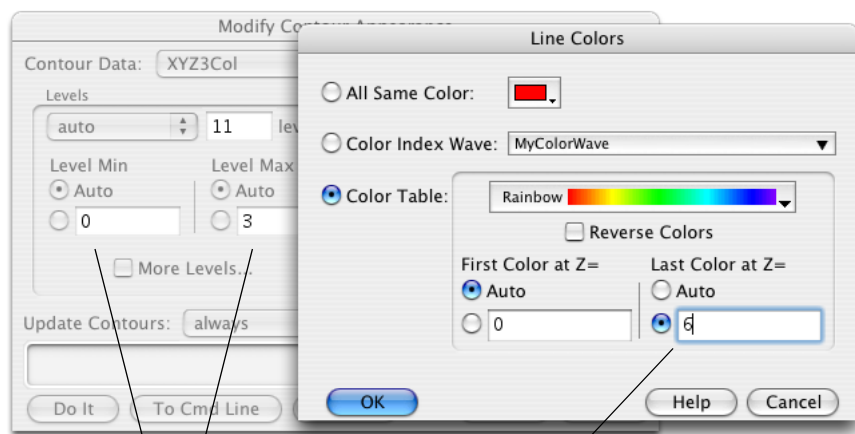 Modify Contour Appearance
Contour Data: XYZ3Col
Levels
auto 11 lev
Level Min Level Max
Auto Auto
0 3
More Levels...
Update Contours: always
Do It To Cmd Line
Line Colors
All Same Color:
Color Index Wave: MyColorWave
Color Table: Rainbow
Reverse Colors
First Color at Z= Last Color at Z=
Auto Auto
0 6
OK Help Cancel